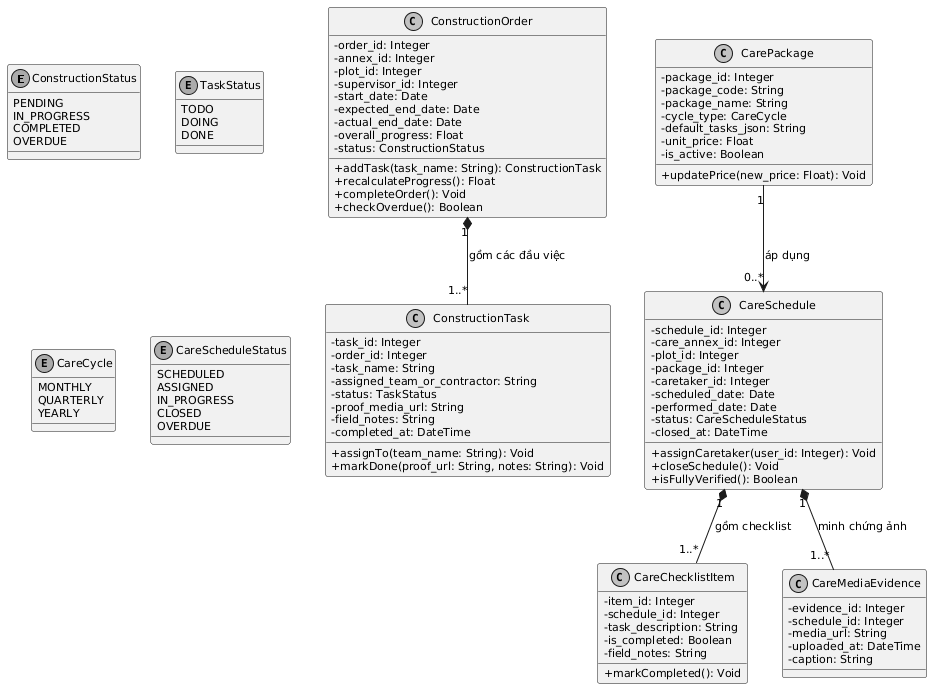 E ConstructionStatus
PENDING
IN_PROGRESS
COMPLETED
OVERDUE
E TaskStatus
TODO
DOING
DONE
C ConstructionOrder
-order_id: Integer
-annex_id: Integer
-plot_id: Integer
-supervisor_id: Integer
-start_date: Date
-expected_end_date: Date
-actual_end_date: Date
-overall_progress: Float
-status: ConstructionStatus
+addTask(task_name: String): ConstructionTask
+recalculateProgress(): Float
+completeOrder(): Void
+checkOverdue(): Boolean
C CarePackage
-package_id: Integer
-package_code: String
-package_name: String
-cycle_type: CareCycle
-default_tasks_json: String
-unit_price: Float
-is_active: Boolean
+updatePrice(new_price: Float): Void
1
gồm các đầu việc
1..*
1
áp dụng
0..*
E CareCycle
MONTHLY
QUARTERLY
YEARLY
E CareScheduleStatus
SCHEDULED
ASSIGNED
IN_PROGRESS
CLOSED
OVERDUE
C ConstructionTask
-task_id: Integer
-order_id: Integer
-task_name: String
-assigned_team_or_contractor: String
-status: TaskStatus
-proof_media_url: String
-field_notes: String
-completed_at: DateTime
+assignTo(team_name: String): Void
+markDone(proof_url: String, notes: String): Void
C CareSchedule
-schedule_id: Integer
-care_annex_id: Integer
-plot_id: Integer
-package_id: Integer
-caretaker_id: Integer
-scheduled_date: Date
-performed_date: Date
-status: CareScheduleStatus
-closed_at: DateTime
+assignCaretaker(user_id: Integer): Void
+closeSchedule(): Void
+isFullyVerified(): Boolean
1
gồm checklist
1..*
1
minh chứng ảnh
1..*
C CareChecklistItem
-item_id: Integer
-schedule_id: Integer
-task_description: String
-is_completed: Boolean
-field_notes: String
+markCompleted(): Void
C CareMediaEvidence
-evidence_id: Integer
-schedule_id: Integer
-media_url: String
-uploaded_at: DateTime
-caption: String